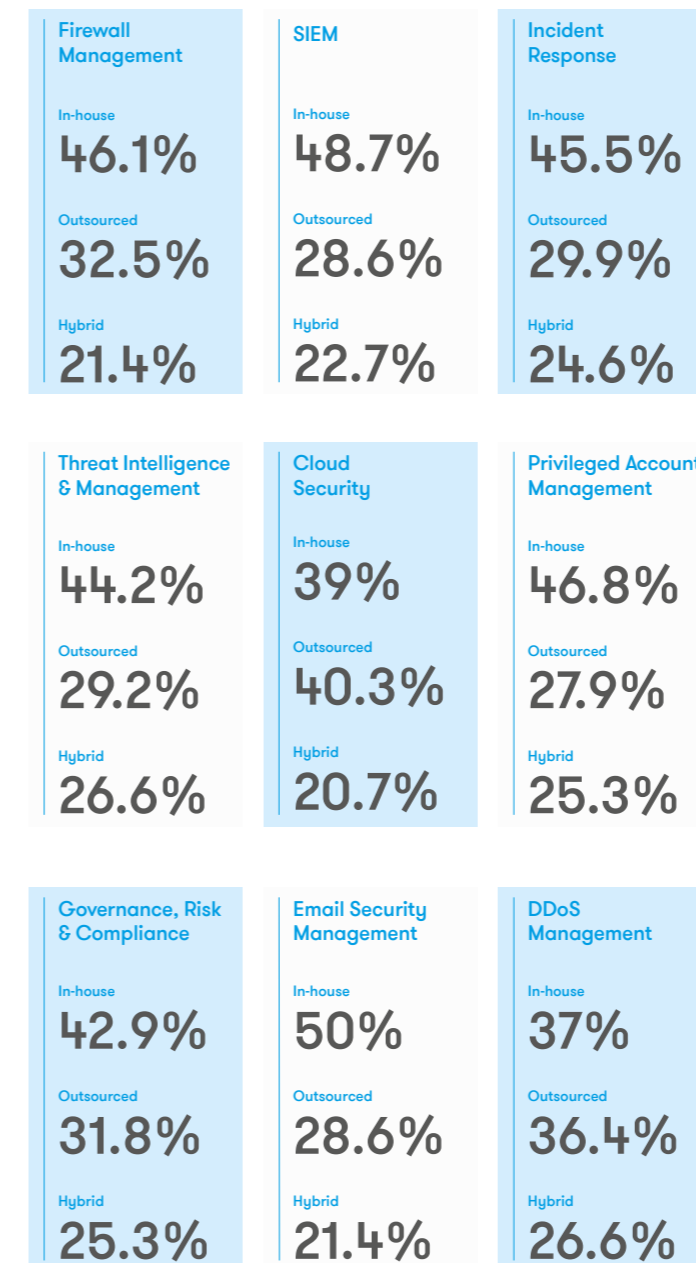 Firewall
Management
In-house
46.1%
Outsourced
32.5%
Hybrid
21.4%
SIEM
In-house
48.7%
Outsourced
28.6%
Hybrid
22.7%
Incident
Response
In-house
45.5%
Outsourced
29.9%
Hybrid
24.6%
Threat Intelligence
& Management
In-house
44.2%
Outsourced
29.2%
Hybrid
26.6%
Cloud
Security
In-house
39%
Outsourced
40.3%
Hybrid
20.7%
Privileged Account
Management
In-house
46.8%
Outsourced
27.9%
Hybrid
25.3%
Governance, Risk
& Compliance
In-house
42.9%
Outsourced
31.8%
Hybrid
25.3%
Email Security
Management
In-house
50%
Outsourced
28.6%
Hybrid
21.4%
DDoS
Management
In-house
37%
Outsourced
36.4%
Hybrid
26.6%